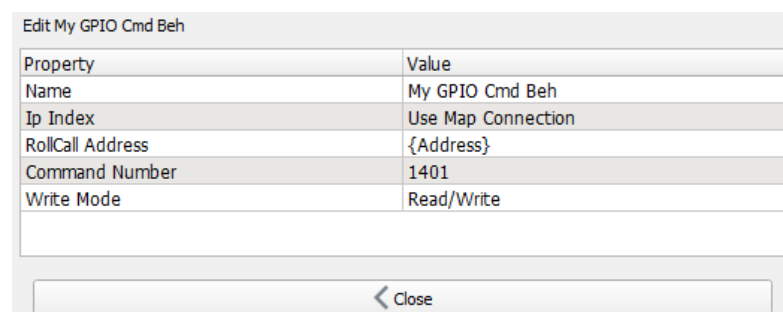 Edit My GPIO Cmd Beh
Property Value
Name My GPIO Cmd Beh
Ip Index Use Map Connection
RollCall Address {Address}
Command Number 1401
Write Mode Read/Write
Close